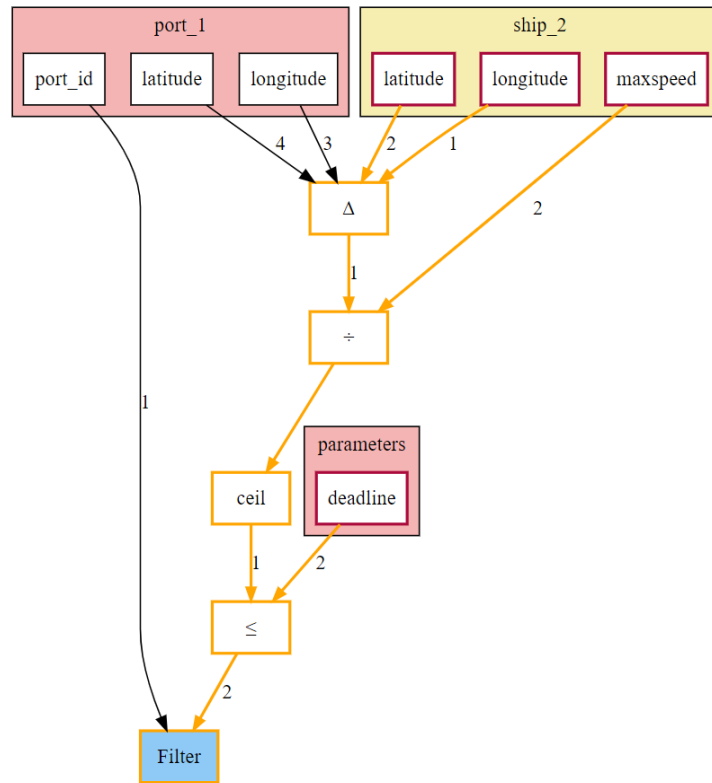 port_1
ship_2
port_id
latitude
longitude
latitude
longitude
maxspeed
4
3
2
1
Δ
2
1
÷
1
parameters
ceil
deadline
1
2
≤
2
Filter